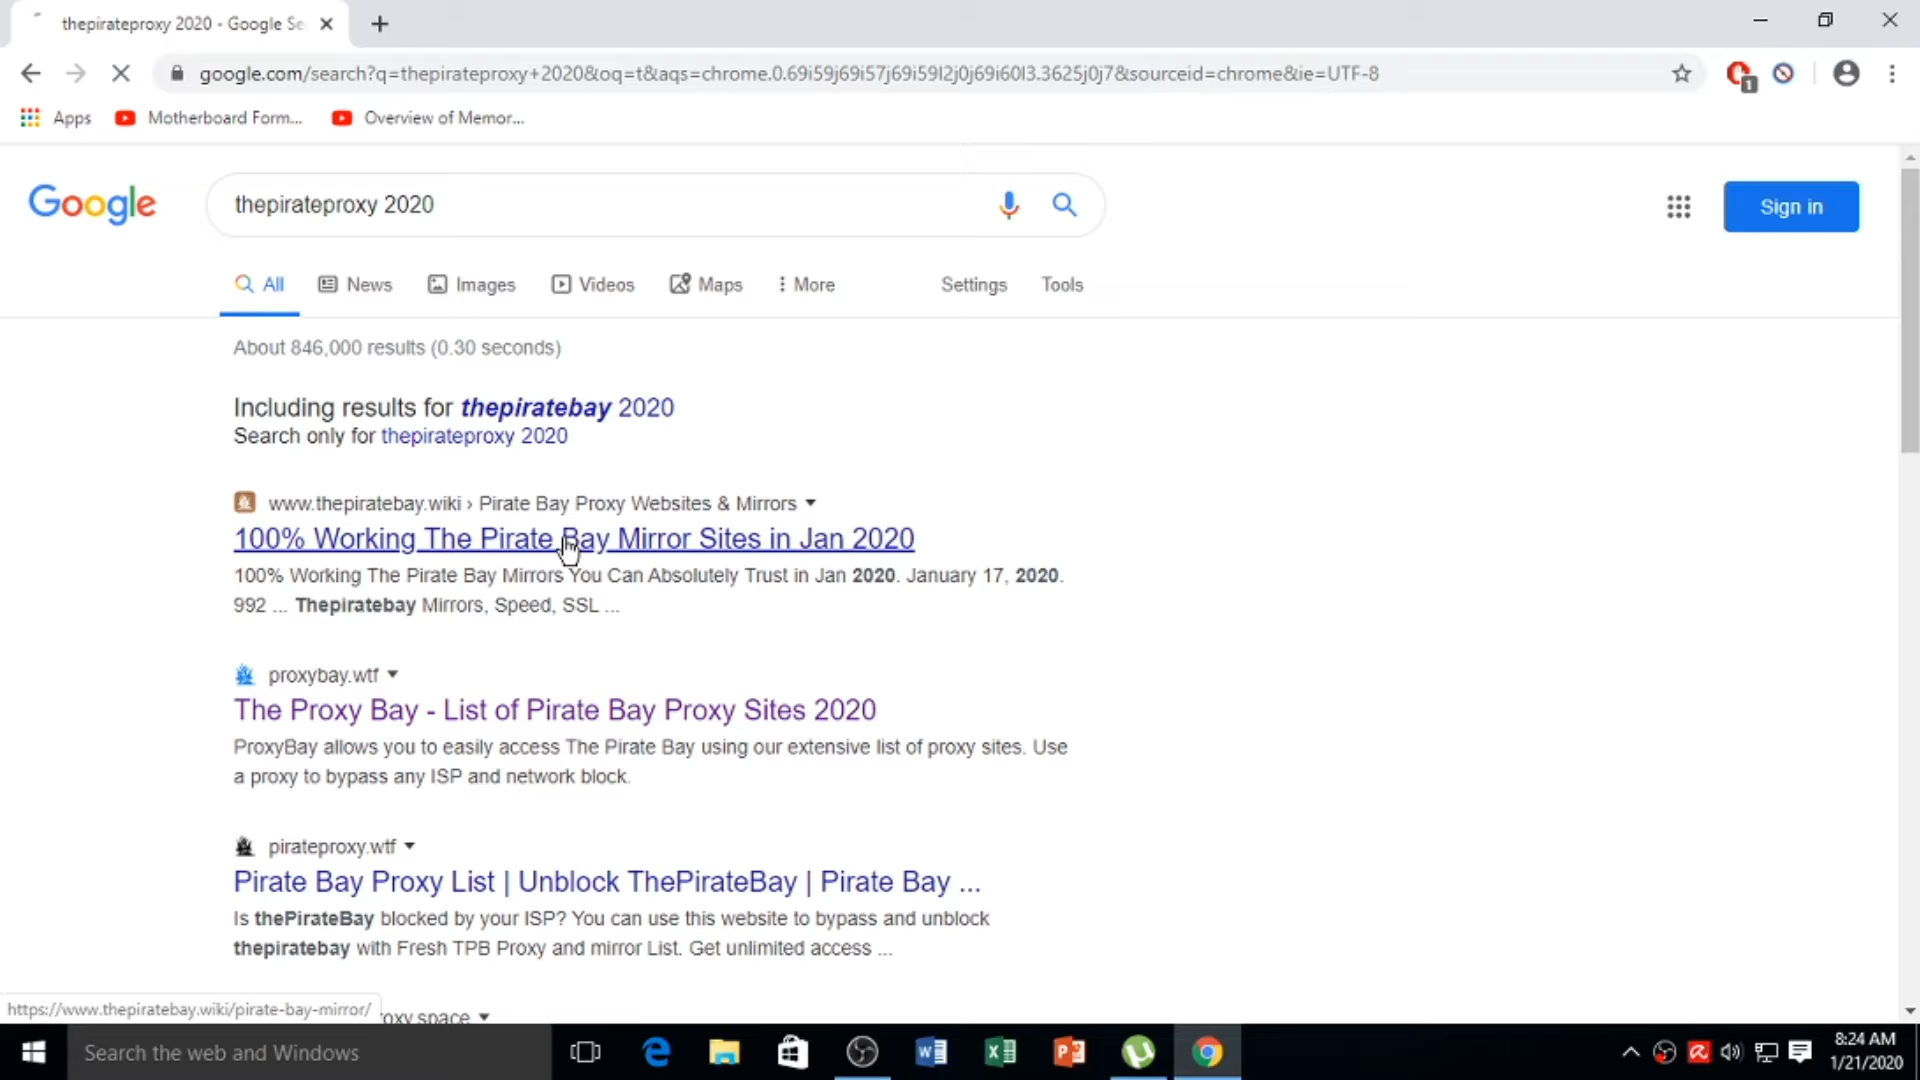 thepirateproxy 2020 - Google Se
google.com/search?q=thepirateproxy+2020&oq=t&aqs=chrome.0.69i59j69i57j69i59l2j0j69i60l3.3625j0j7&sourceid=chrome&ie=UTF-8
1
Apps Motherboard Form... Overview of Memor...
Google thepirateproxy 2020 Sign in
All News Images Videos Maps More Settings Tools
About 846,000 results (0.30 seconds)
Including results for thepiratebay 2020
Search only for thepirateproxy 2020
www.thepiratebay.wiki › Pirate Bay Proxy Websites & Mirrors
100% Working The Pirate Bay Mirror Sites in Jan 2020
100% Working The Pirate Bay Mirrors You Can Absolutely Trust in Jan 2020. January 17, 2020.
992 ... Thepiratebay Mirrors, Speed, SSL ...
proxybay.wtf
The Proxy Bay - List of Pirate Bay Proxy Sites 2020
ProxyBay allows you to easily access The Pirate Bay using our extensive list of proxy sites. Use
a proxy to bypass any ISP and network block.
pirateproxy.wtf
Pirate Bay Proxy List | Unblock ThePirateBay | Pirate Bay ...
Is thePirateBay blocked by your ISP? You can use this website to bypass and unblock
thepiratebay with Fresh TPB Proxy and mirror List. Get unlimited access ...
https://www.thepiratebay.wiki/pirate-bay-mirror/ oxy.space
Search the web and Windows
8:24 AM
1/21/2020